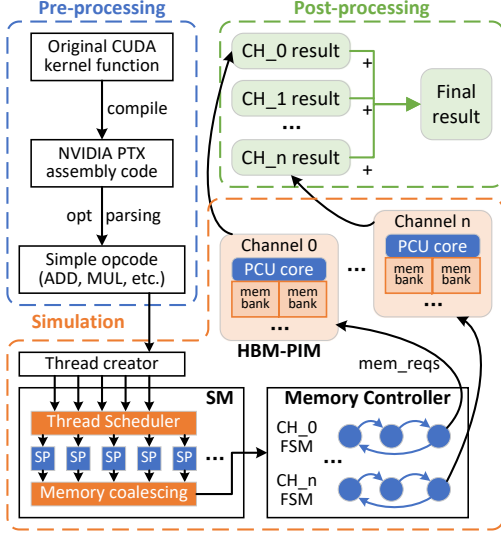 Pre-processing
Original CUDA
kernel function
compile
NVIDIA PTX
assembly code
opt parsing
Simple opcode
(ADD, MUL, etc.)
Post-processing
CH_0 result
+
CH_1 result
+
...
CH_n result
+
Final
result
Simulation
Channel 0
PCU core
mem
bank
mem
bank
...
HBM-PIM
...
Channel n
PCU core
mem
bank
mem
bank
...
mem_reqs
Thread creator
SM
Thread Scheduler
SP SP SP SP SP ...
Memory coalescing
Memory Controller
CH_0
FSM
...
CH_n
FSM